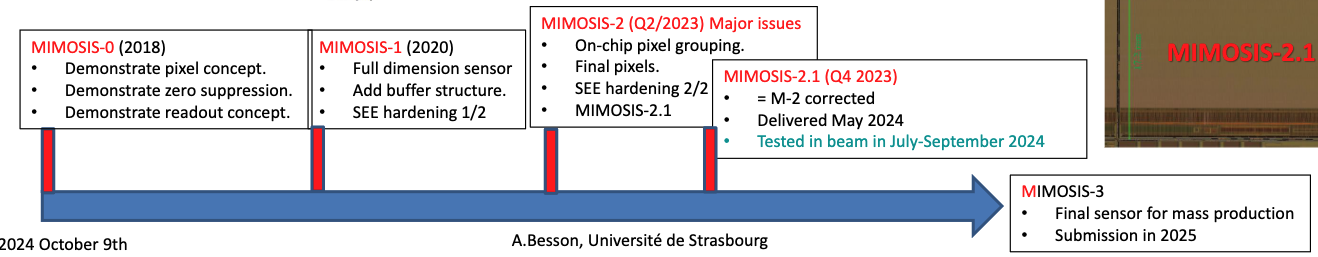 MIMOSIS-0 (2018)
• Demonstrate pixel concept.
• Demonstrate zero suppression.
• Demonstrate readout concept.
MIMOSIS-1 (2020)
• Full dimension sensor
• Add buffer structure.
• SEE hardening 1/2
MIMOSIS-2 (Q2/2023) Major issues
• On-chip pixel grouping.
• Final pixels.
• SEE hardening 2/2
• MIMOSIS-2.1
MIMOSIS-2.1 (Q4 2023)
• = M-2 corrected
• Delivered May 2024
• Tested in beam in July-September 2024
MIMOSIS-2.1
MIMOSIS-3
• Final sensor for mass production
• Submission in 2025
2024 October 9th
A.Besson, Université de Strasbourg